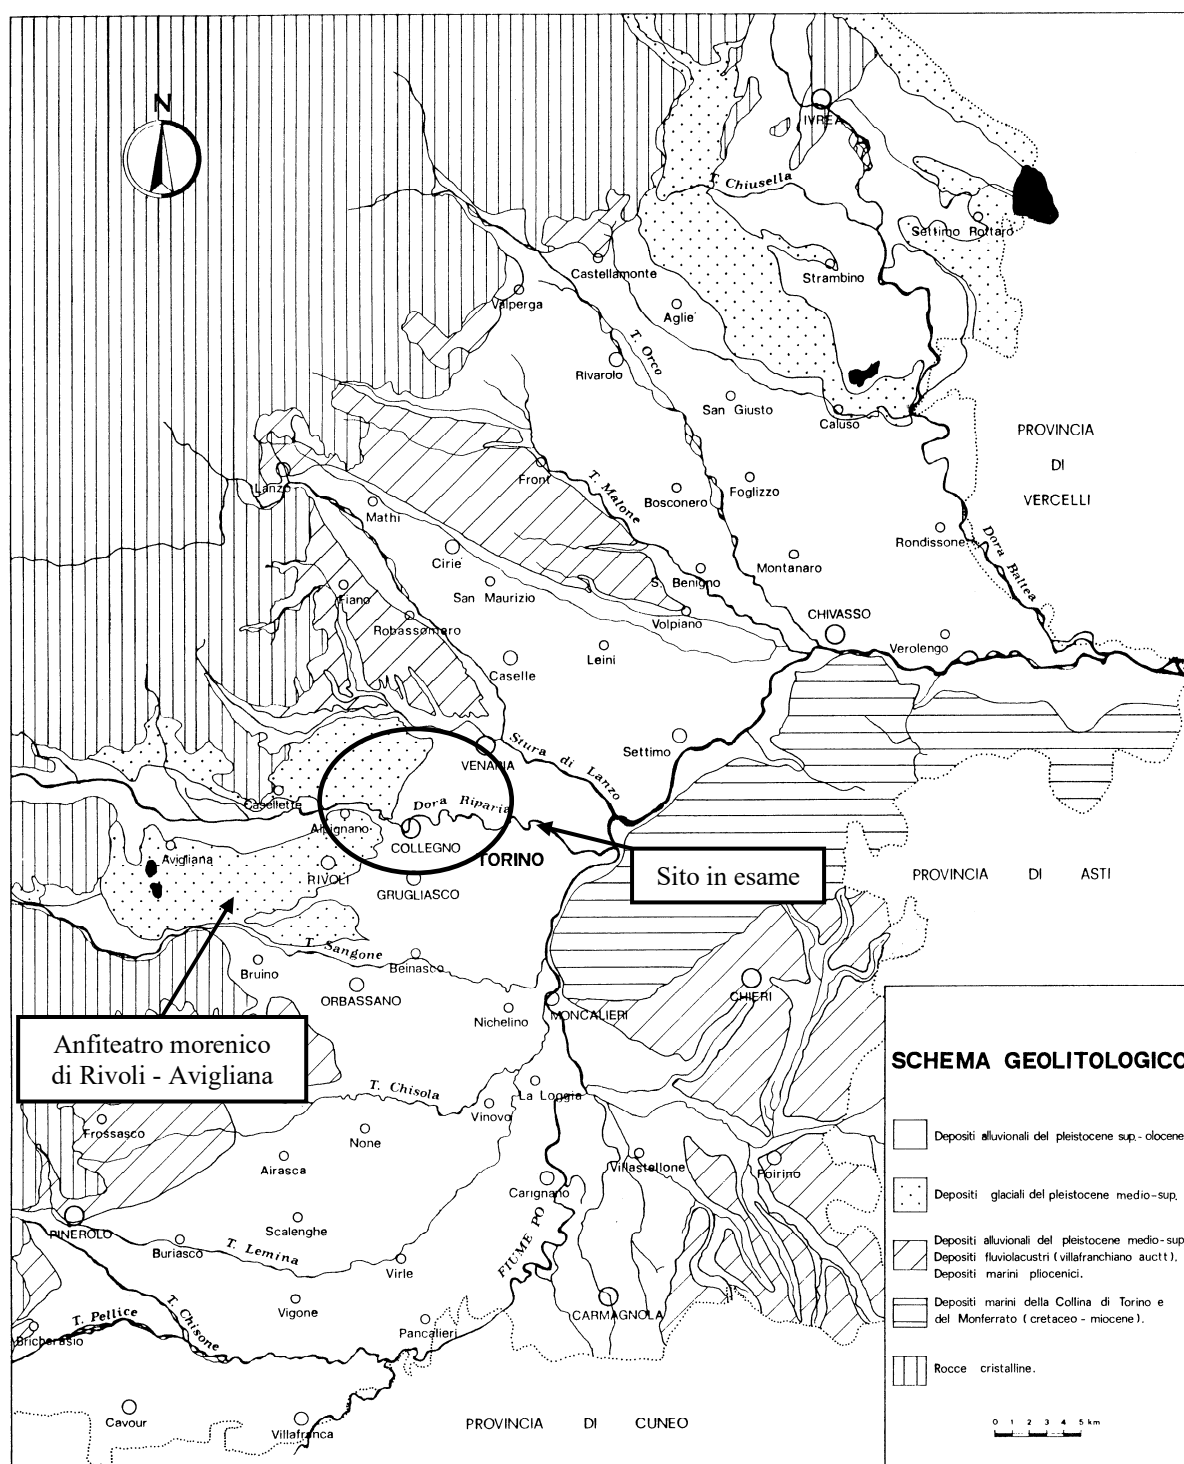 N
IVREA
T. Chiusella
Settimo Rottaro
Castellamonte
Strambino
Valperga
Agliè
T. Orco
Rivarolo
San Giusto
Caluso
PROVINCIA
DI
VERCELLI
Front
T. Malone
Lanzo
Mathi
Bosconero
Foglizzo
Rondissone
Dora Baltea
Cirie
Montanaro
S. Benigno
Fiano
San Maurizio
CHIVASSO
Volpiano
Robassomero
Leini
Verolengo
Caselle
Stura di Lanzo
Settimo
VENARIA
Casellette
Dora Riparia
Alpignano
COLLEGNO
Avigliana
TORINO
RIVOLI
Sito in esame
PROVINCIA DI ASTI
GRUGLIASCO
T. Sangone
Bruino
Beinasco
CHIERI
ORBASSANO
Nichelino
MONCALIERI
Anfiteatro morenico
di Rivoli - Avigliana
SCHEMA GEOLITOLOGICO
T. Chisola
La Loggia
Vinovo
Frossasco
None
Depositi alluvionali del pleistocene sup.- olocene
Airasca
Villastellone
Poirino
Carignano
Depositi glaciali del pleistocene medio-sup.
PINEROLO
Scalenghe
Buriasco
T. Lemina
FIUME PO
Virle
Depositi alluvionali del pleistocene medio-sup
Depositi fluviolacustri (villafranchiano auctt).
Depositi marini pliocenici.
Vigone
T. Pellice
T. Chisone
CARMAGNOLA
Depositi marini della Collina di Torino e
del Monferrato (cretaceo - miocene).
Bricherasio
Pancalieri
Rocce cristalline.
Cavour
Villafranca
PROVINCIA DI CUNEO
0 1 2 3 4 5 km